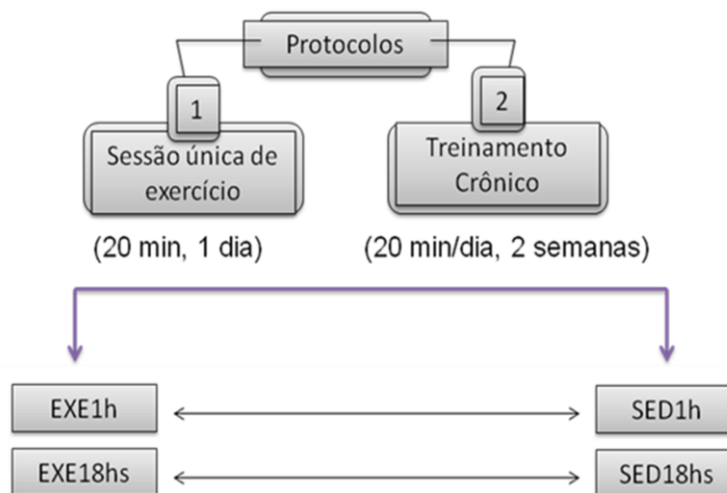 Protocolos
1
2
Sessão única de
exercício
Treinamento
Crônico
(20 min, 1 dia)
(20 min/dia, 2 semanas)
EXE1h
SED1h
EXE18hs
SED18hs